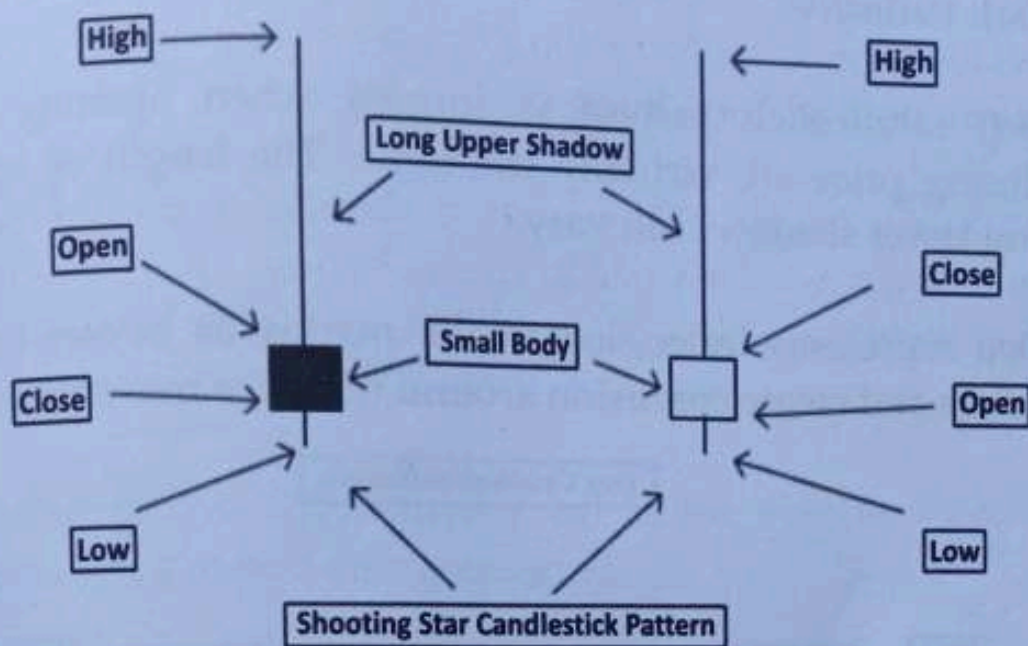 High
High
Long Upper Shadow
Open
Close
Small Body
Close
Open
Low
Low
Shooting Star Candlestick Pattern